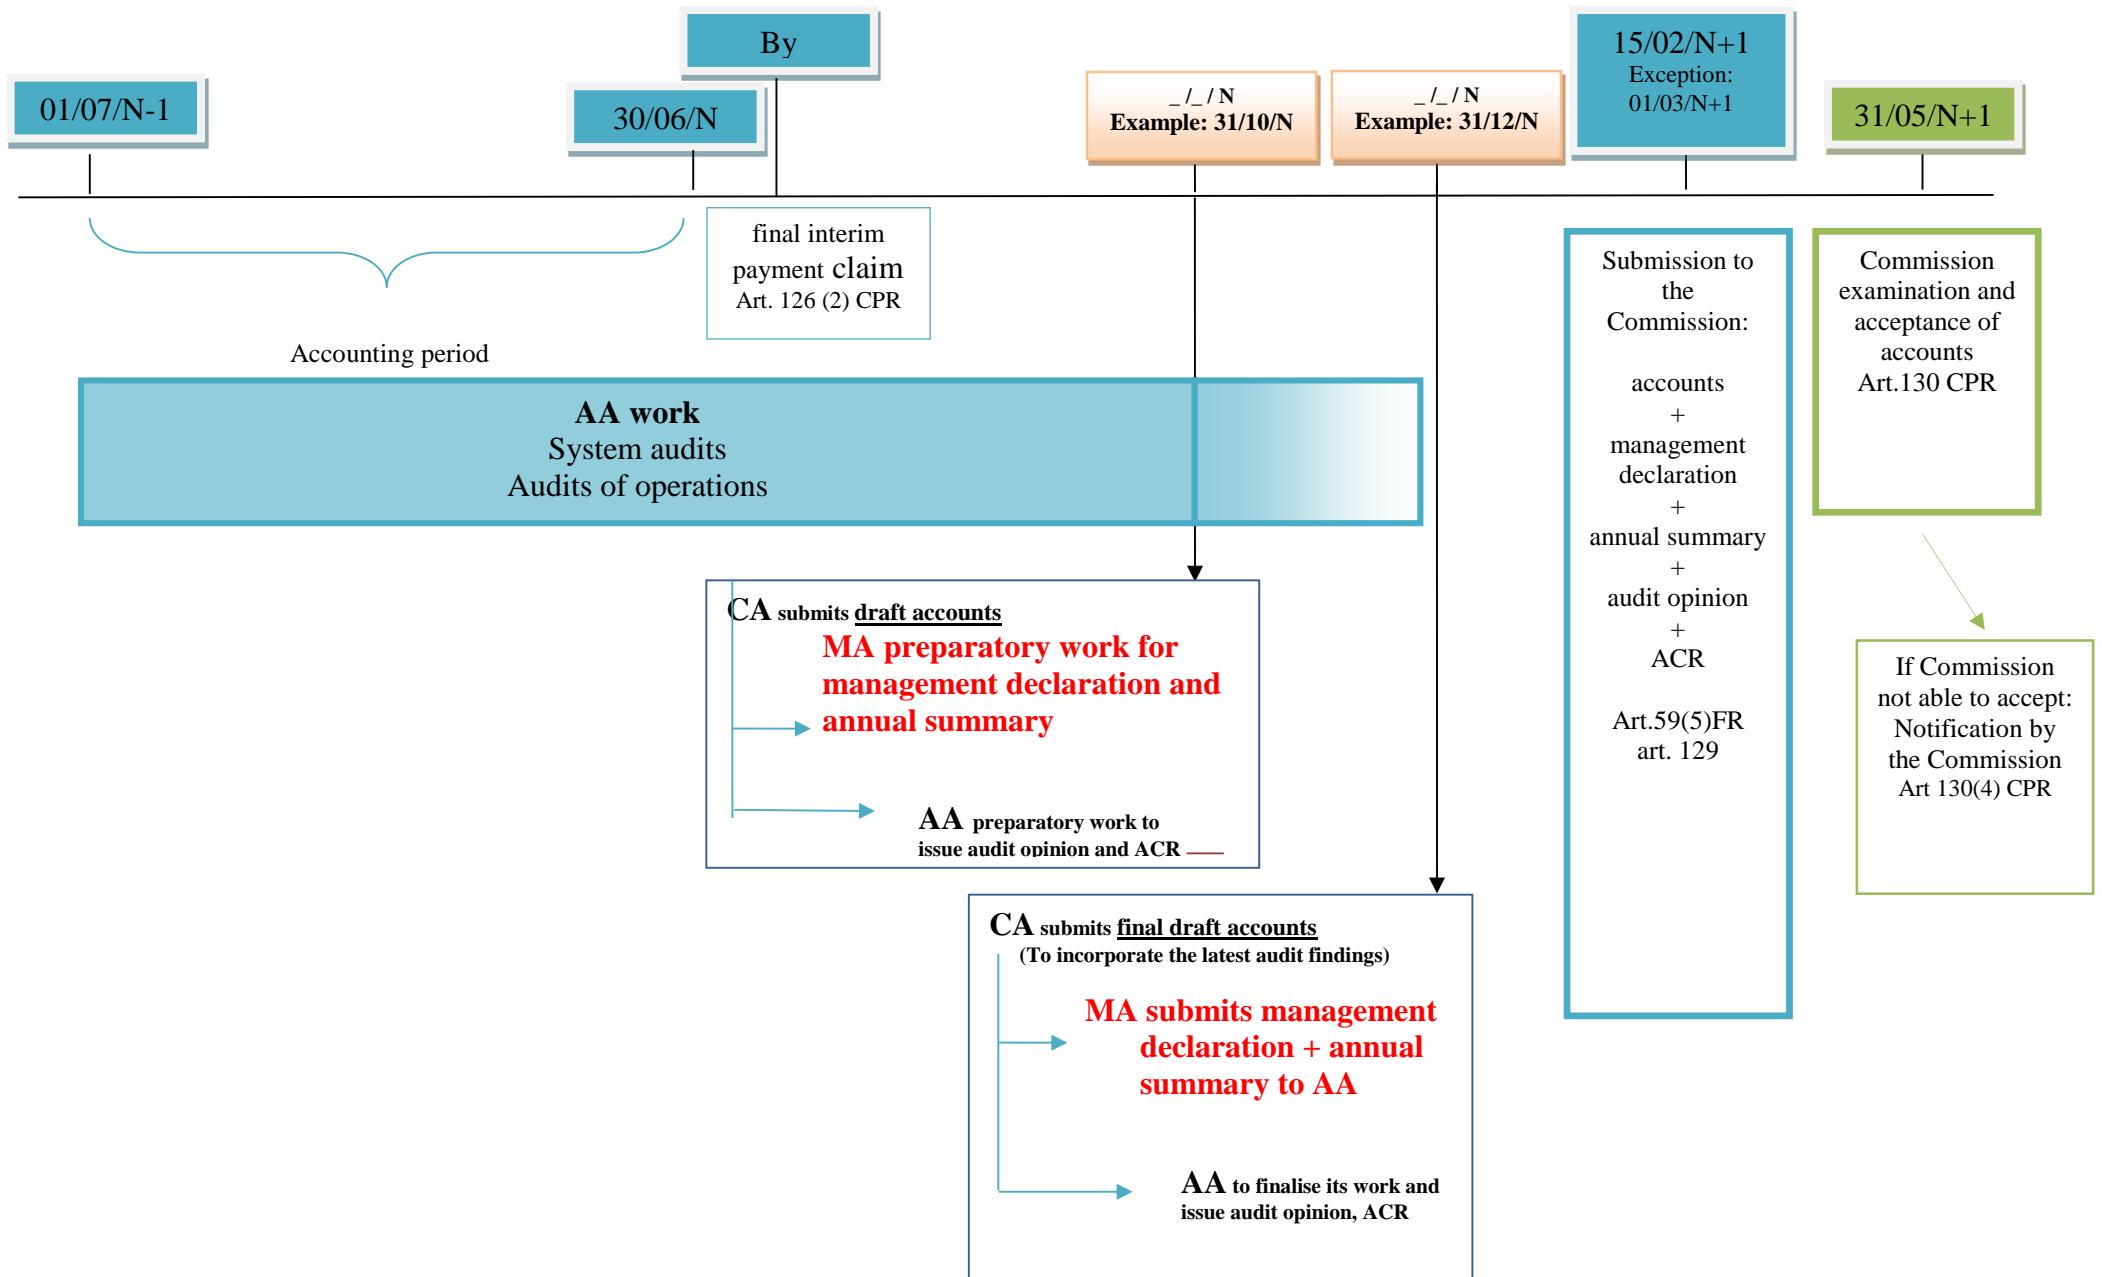 By
15/02/N+1
Exception:
01/03/N+1
01/07/N-1
30/06/N
_ /_ / N
Example: 31/10/N
_ /_ / N
Example: 31/12/N
31/05/N+1
final interim
payment claim
Art. 126 (2) CPR
Accounting period
AA work
System audits
Audits of operations
CA submits draft accounts
MA preparatory work for
management declaration and
annual summary
AA preparatory work to
issue audit opinion and ACR
CA submits final draft accounts
(To incorporate the latest audit findings)
MA submits management
declaration + annual
summary to AA
AA to finalise its work and
issue audit opinion, ACR
Submission to
the
Commission:
accounts
+
management
declaration
+
annual summary
+
audit opinion
+
ACR
Art.59(5)FR
art. 129
Commission
examination and
acceptance of
accounts
Art.130 CPR
If Commission
not able to accept:
Notification by
the Commission
Art 130(4) CPR